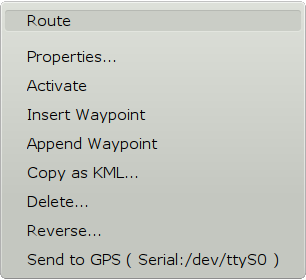 Route
Properties...
Activate
Insert Waypoint
Append Waypoint
Copy as KML...
Delete...
Reverse...
Send to GPS ( Serial:/dev/ttyS0 )